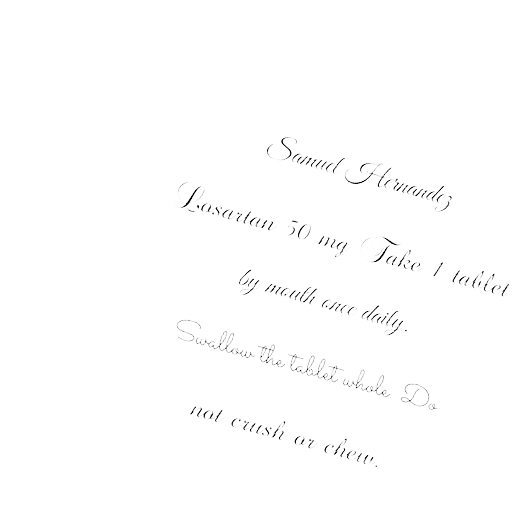 Samuel Hernandez
Losartan 50 mg Take 1 tablet
by mouth once daily.
Swallow the tablet whole Do
not crush or chew.